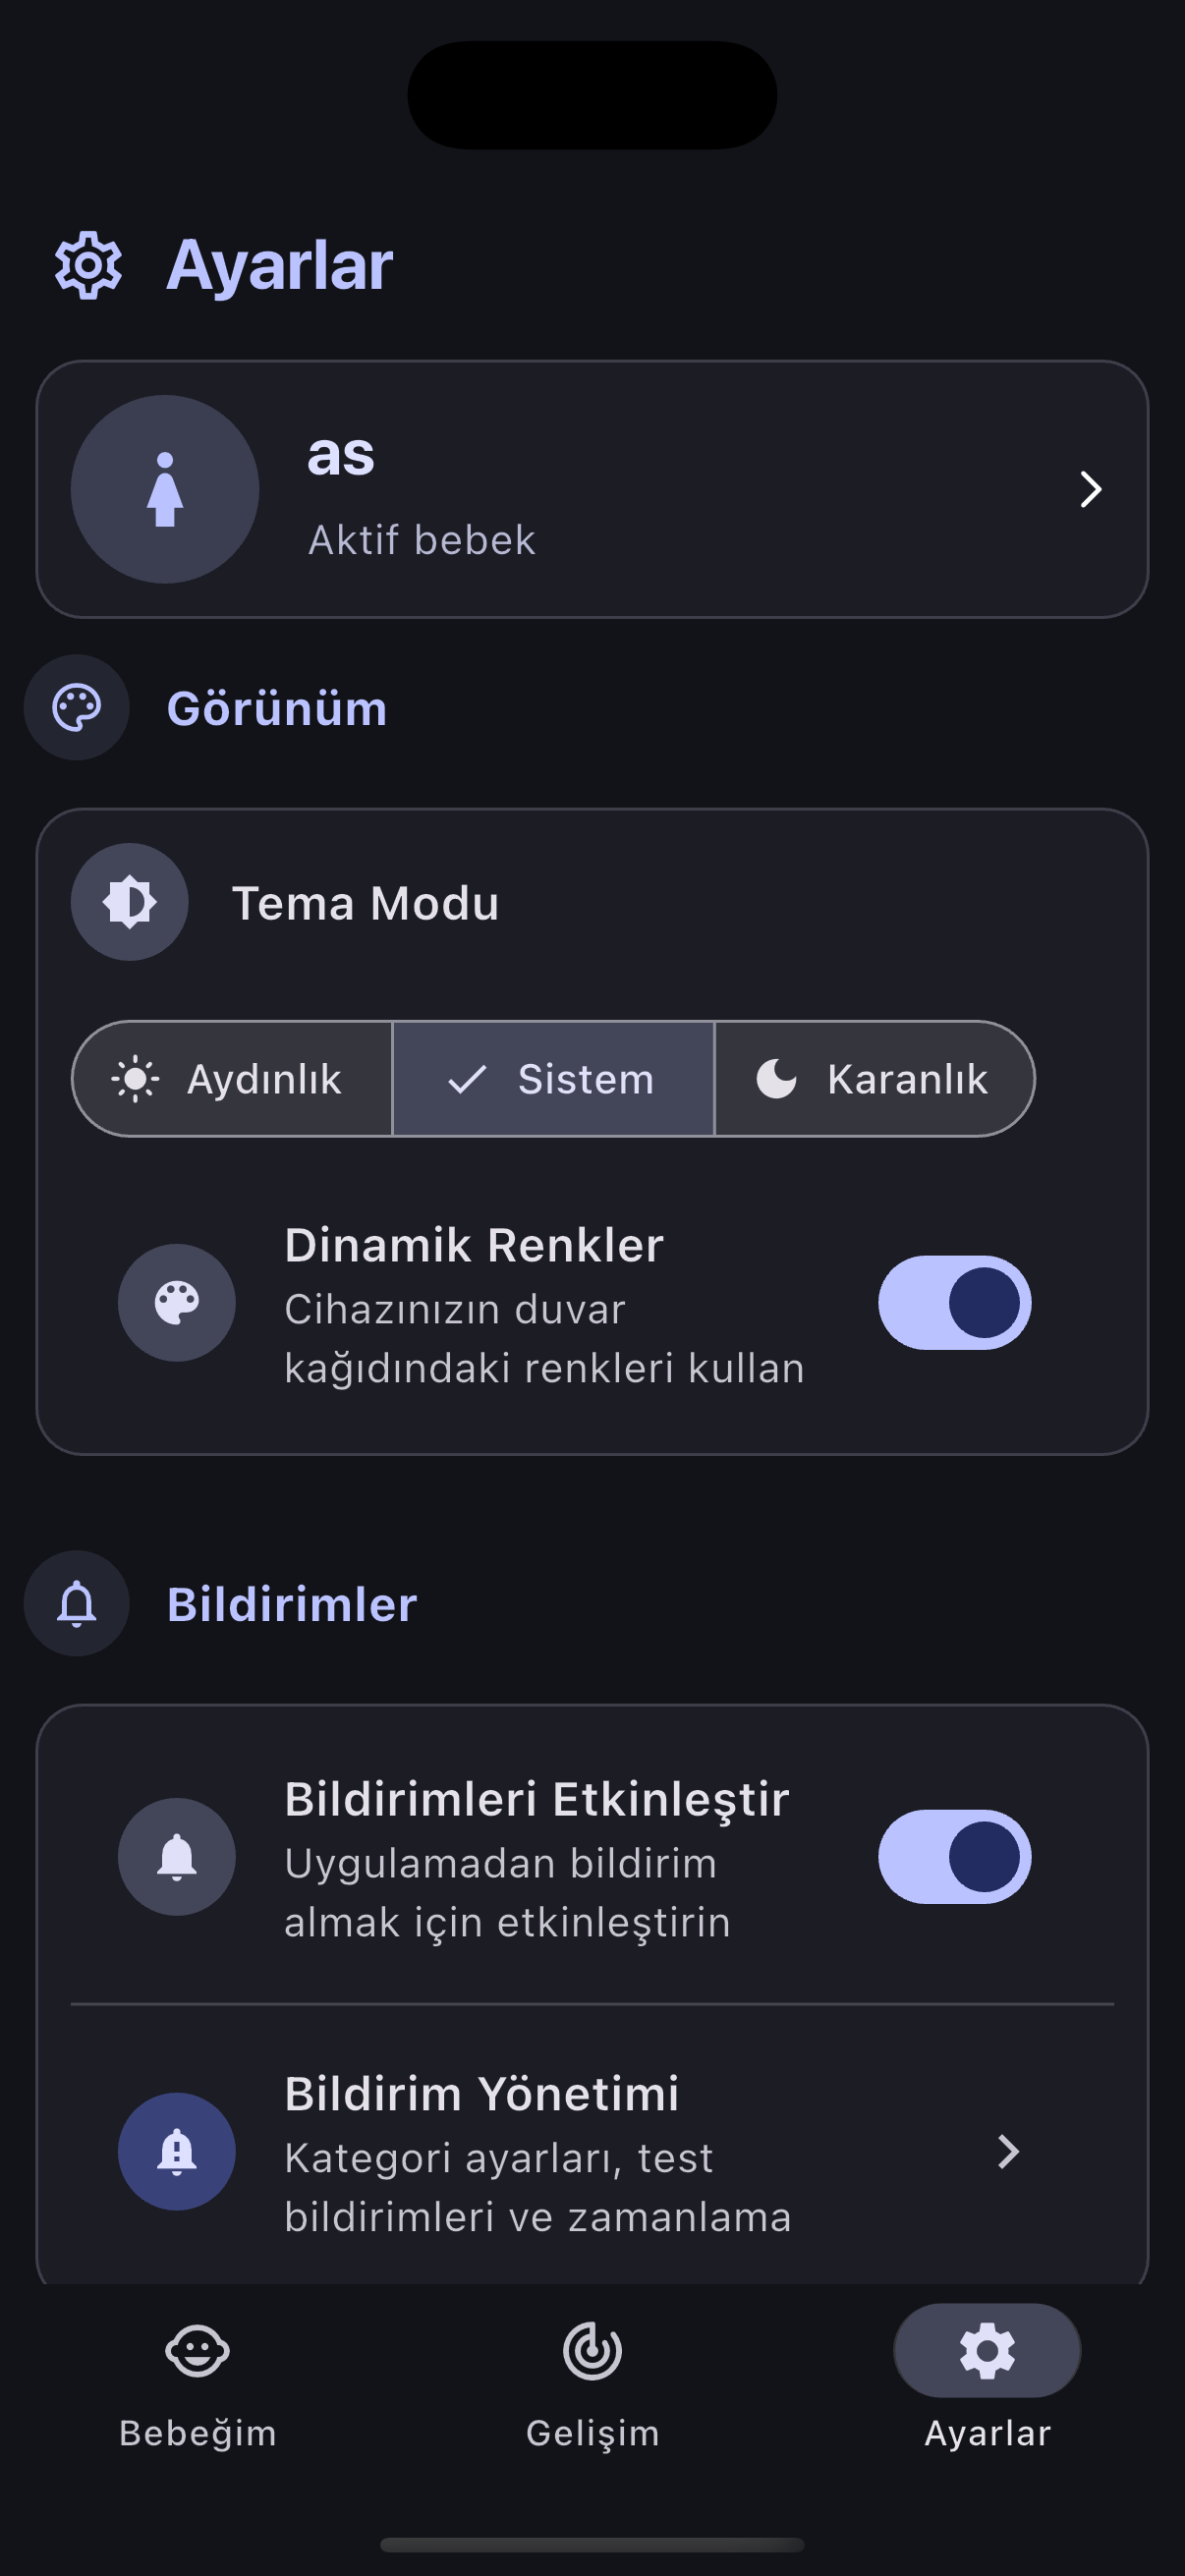 Ayarlar
as
Aktif bebek
Görünüm
Tema Modu
Aydınlık
Sistem
Karanlık
Dinamik Renkler
Cihazınızın duvar
kağıdındaki renkleri kullan
Bildirimler
Bildirimleri Etkinleştir
Uygulamadan bildirim
almak için etkinleştirin
Bildirim Yönetimi
Kategori ayarları, test
bildirimleri ve zamanlama
Bebeğim
Gelişim
Ayarlar